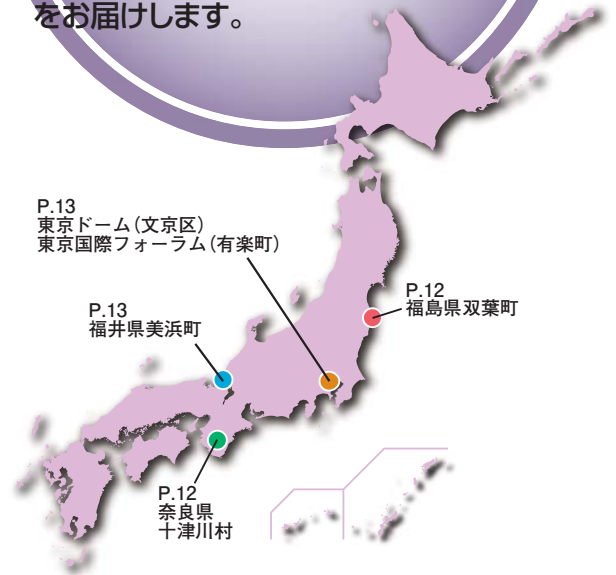 をお届けします。
P.13
東京ドーム(文京区)
東京国際フォーラム(有楽町)
P.12
福島県双葉町
P.13
福井県美浜町
P.12
奈良県
十津川村